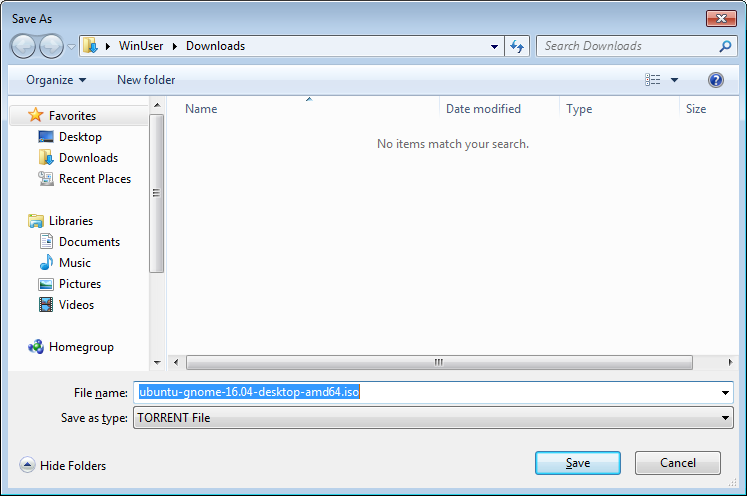 Save As
WinUser Downloads Search Downloads
Organize New folder ?
Favorites Name Date modified Type Size
Desktop No items match your search.
Downloads
Recent Places
Libraries
Documents
Music
Pictures
Videos
Homegroup
File name: ubuntu-gnome-16.04-desktop-amd64.iso
Save as type: TORRENT File
Hide Folders Save Cancel